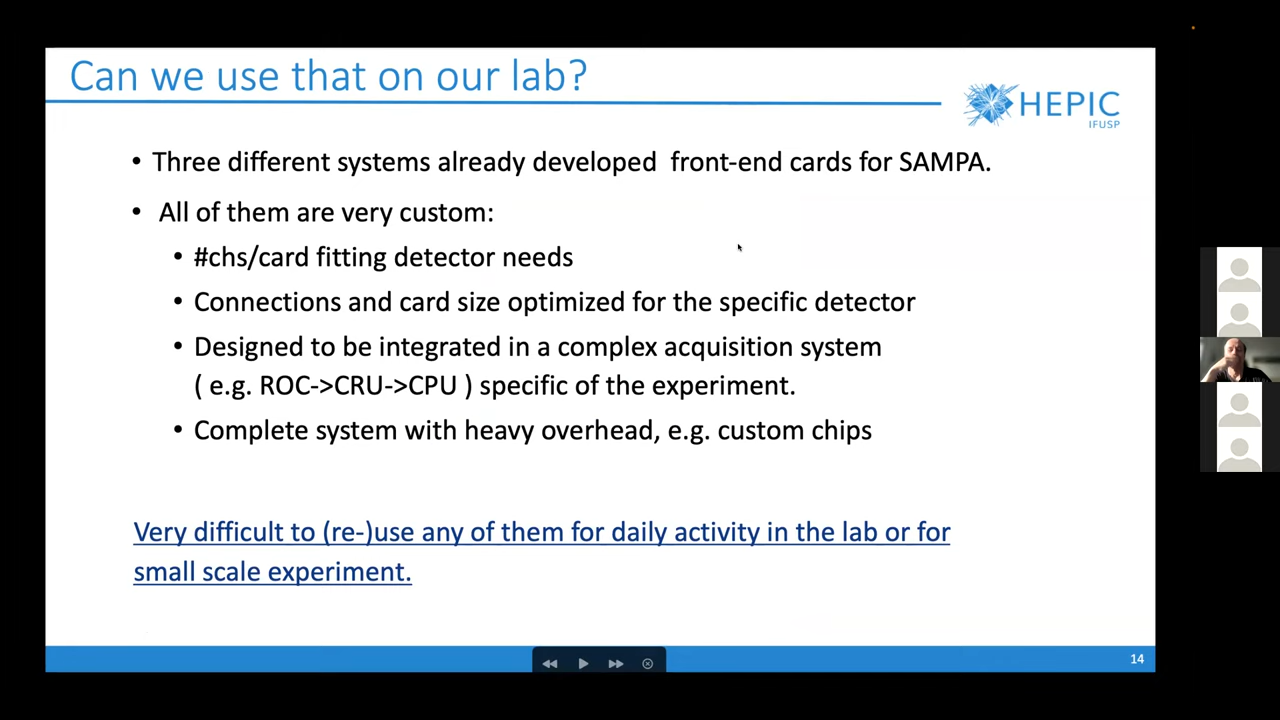 Can we use that on our lab?
HEPIC
IFUSP
• Three different systems already developed front-end cards for SAMPA.
• All of them are very custom:
• #chs/card fitting detector needs
• Connections and card size optimized for the specific detector
• Designed to be integrated in a complex acquisition system
( e.g. ROC->CRU->CPU ) specific of the experiment.
• Complete system with heavy overhead, e.g. custom chips
Very difficult to (re-)use any of them for daily activity in the lab or for
small scale experiment.
14